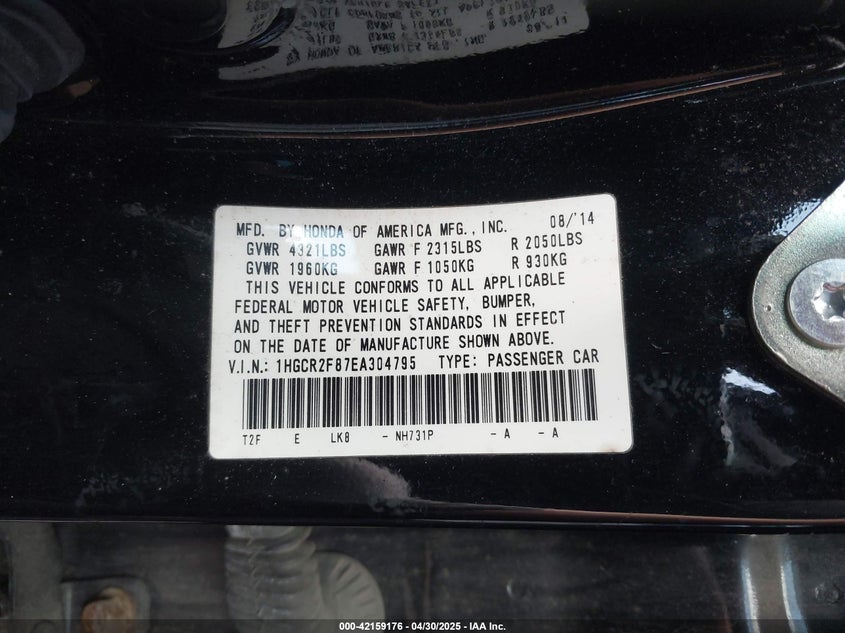 MFD. BY HONDA OF AMERICA MFG., INC. 08/'14
GVWR 4321LBS GAWR F 2315LBS R 2050LBS
GVWR 1960KG GAWR F 1050KG R 930KG
THIS VEHICLE CONFORMS TO ALL APPLICABLE
FEDERAL MOTOR VEHICLE SAFETY, BUMPER,
AND THEFT PREVENTION STANDARDS IN EFFECT
ON THE DATE OF MANUFACTURE SHOWN ABOVE.
V.I.N.: 1HGCR2F87EA304795 TYPE: PASSENGER CAR
T2F E LKB - NH731P - A - A
000-42159176 - 04/30/2025 - IAA Inc.